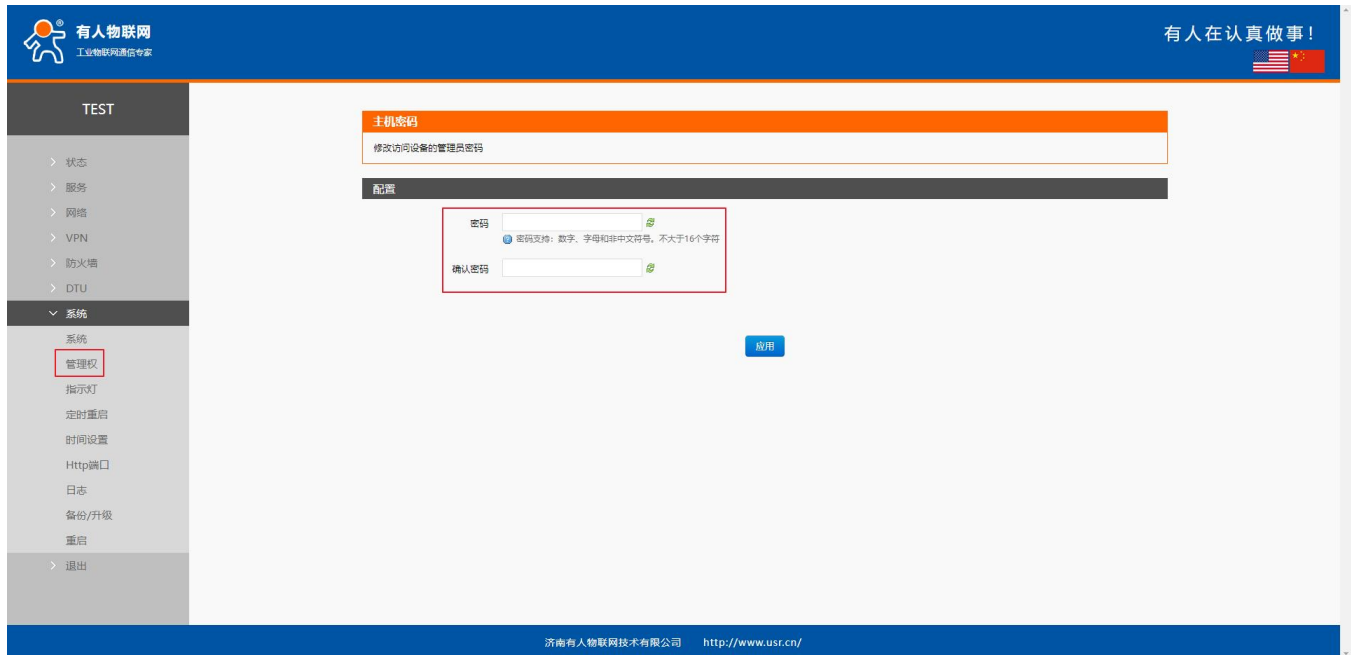 有人物联网
工业物联网通信专家
有人在认真做事!
TEST
状态
服务
网络
VPN
防火墙
DTU
系统
系统
管理权
指示灯
定时重启
时间设置
Http端口
日志
备份/升级
重启
退出
主机密码
修改访问设备的管理员密码
配置
密码
密码支持：数字、字母和非中文符号。不大于16个字符
确认密码
应用
济南有人物联网技术有限公司 http://www.usr.cn/